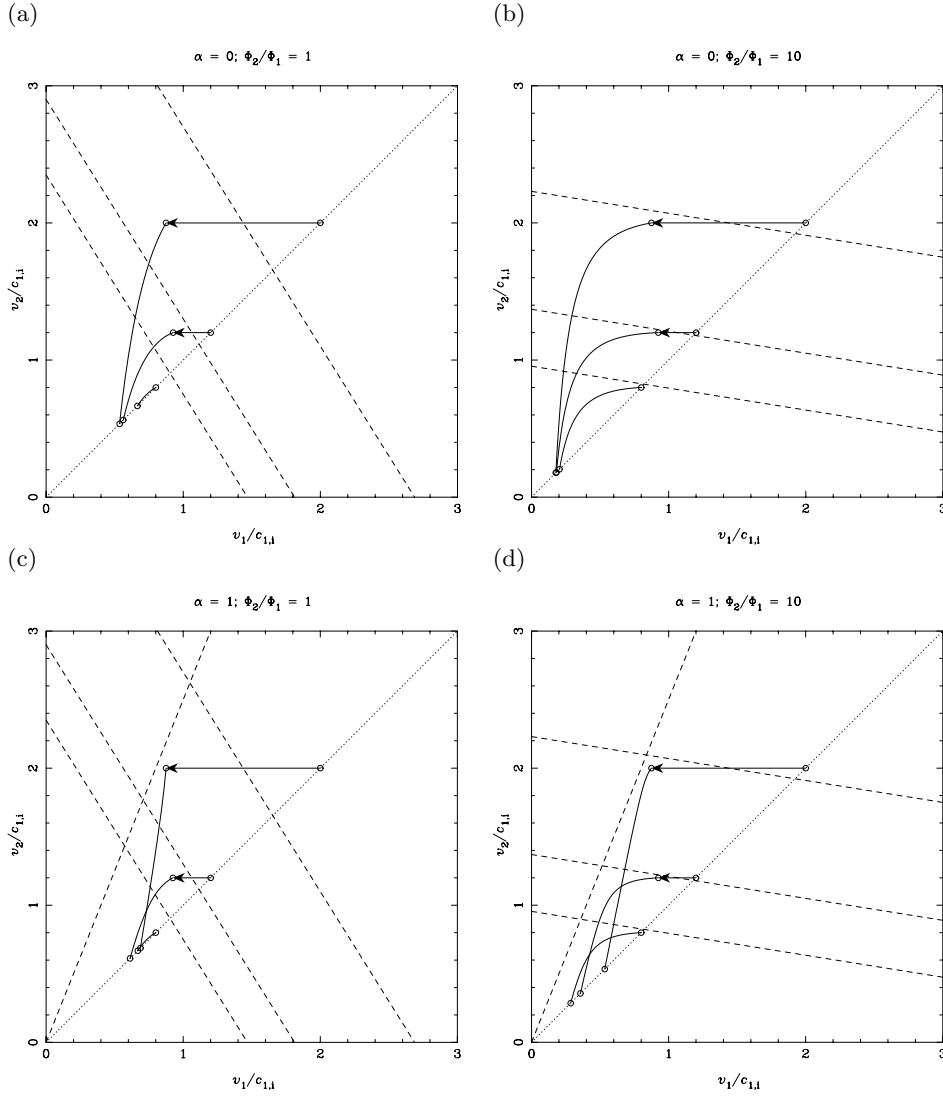 (a)
(b)
α = 0; Φ₂/Φ₁ = 1
α = 0; Φ₂/Φ₁ = 10
3
2
1
0
v₂/c₁,ᵢ
0 1 2 3
v₁/c₁,ᵢ
3
2
1
0
v₂/c₁,ᵢ
0 1 2 3
v₁/c₁,ᵢ
(c)
(d)
α = 1; Φ₂/Φ₁ = 1
α = 1; Φ₂/Φ₁ = 10
3
2
1
0
v₂/c₁,ᵢ
0 1 2 3
v₁/c₁,ᵢ
3
2
1
0
v₂/c₁,ᵢ
0 1 2 3
v₁/c₁,ᵢ